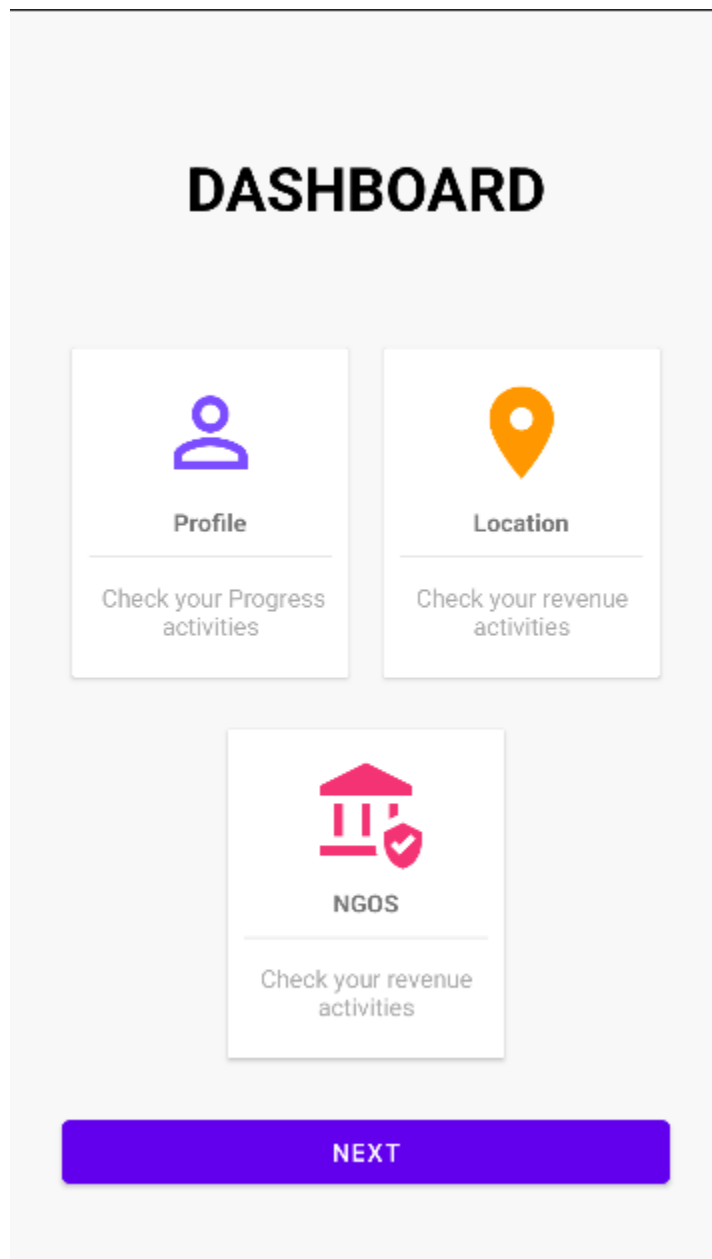 DASHBOARD
Profile
Check your Progress
activities
Location
Check your revenue
activities
NGOS
Check your revenue
activities
NEXT